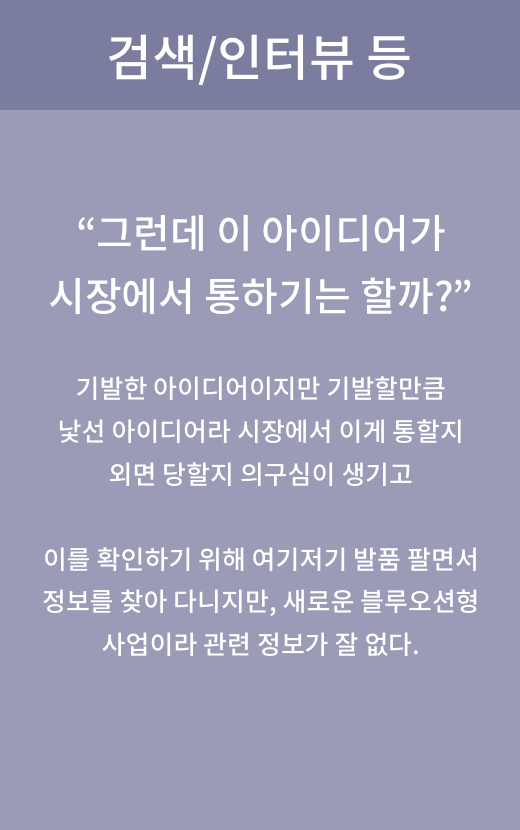 검색/인터뷰 등
“그런데 이 아이디어가
시장에서 통하기는 할까?”
기발한 아이디어이지만 기발할만큼
낯선 아이디어라 시장에서 이게 통할지
외면 당할지 의구심이 생기고
이를 확인하기 위해 여기저기 발품 팔면서
정보를 찾아 다니지만, 새로운 블루오션형
사업이라 관련 정보가 잘 없다.